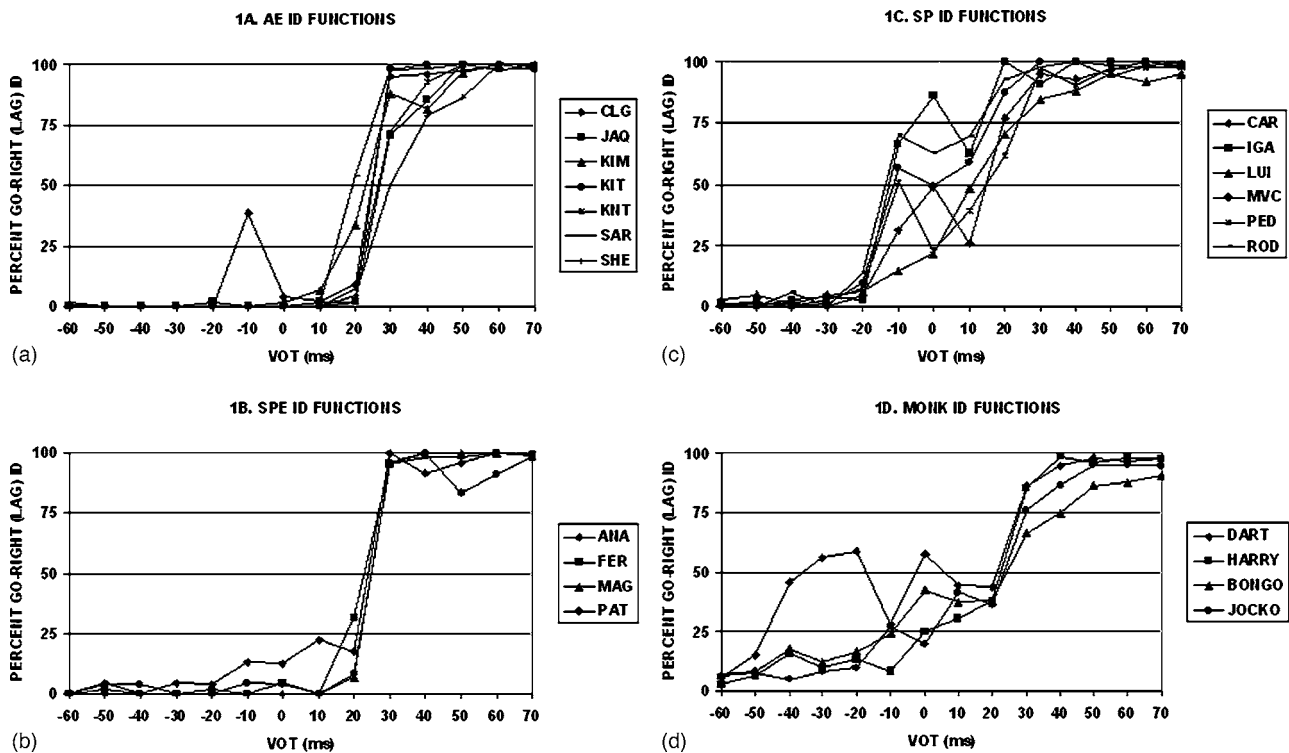 1A. AE ID FUNCTIONS
PERCENT GO-RIGHT (LAG) ID
100
75
50
25
0
-60 -50 -40 -30 -20 -10 0 10 20 30 40 50 60 70
VOT (ms)
CLG
JAQ
KIM
KIT
KNT
SAR
SHE
(a)
1C. SP ID FUNCTIONS
PERCENT GO-RIGHT (LAG) ID
100
75
50
25
0
-60 -50 -40 -30 -20 -10 0 10 20 30 40 50 60 70
VOT (ms)
CAR
IGA
LUI
MVC
PED
ROD
(c)
1B. SPE ID FUNCTIONS
PERCENT GO-RIGHT (LAG) ID
100
75
50
25
0
-60 -50 -40 -30 -20 -10 0 10 20 30 40 50 60 70
VOT (ms)
ANA
FER
MAG
PAT
(b)
1D. MONK ID FUNCTIONS
PERCENT GO-RIGHT (LAG) ID
100
75
50
25
0
-60 -50 -40 -30 -20 -10 0 10 20 30 40 50 60 70
VOT (ms)
DART
HARRY
BONGO
JOCKO
(d)